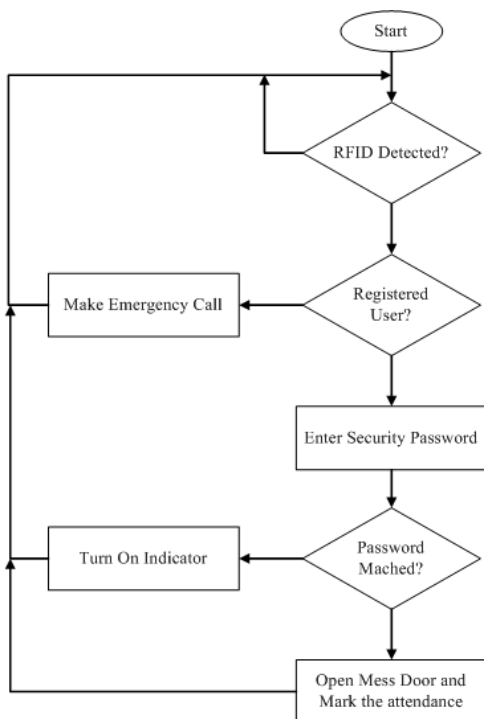 Start
RFID Detected?
Make Emergency Call
Registered
User?
Enter Security Password
Turn On Indicator
Password
Mached?
Open Mess Door and
Mark the attendance